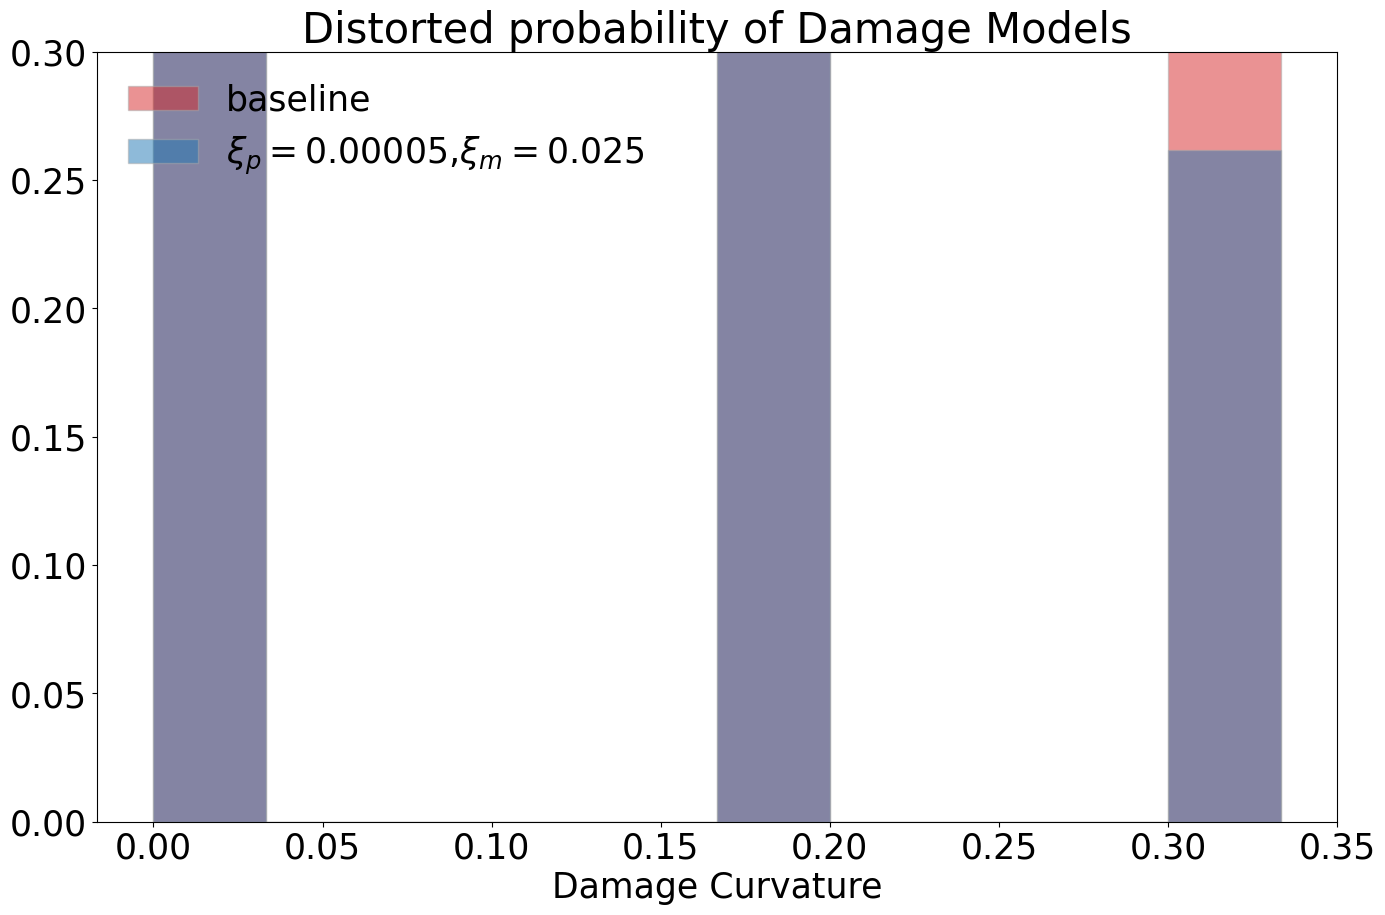 Distorted probability of Damage Models
0.30
0.25
0.20
0.15
0.10
0.05
0.00
baseline
ξ_p = 0.00005,ξ_m = 0.025
0.00 0.05 0.10 0.15 0.20 0.25 0.30 0.35
Damage Curvature